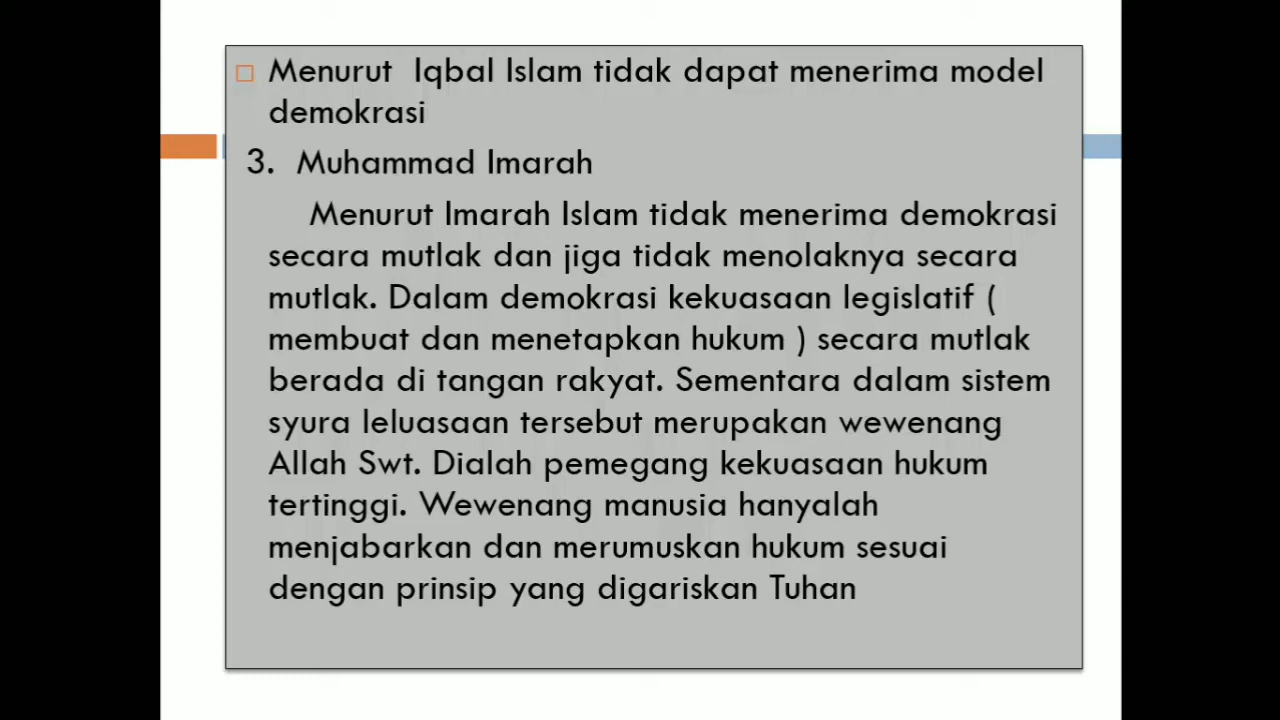 Menurut Iqbal Islam tidak dapat menerima model
demokrasi
3. Muhammad Imarah
Menurut Imarah Islam tidak menerima demokrasi
secara mutlak dan jiga tidak menolaknya secara
mutlak. Dalam demokrasi kekuasaan legislatif (
membuat dan menetapkan hukum ) secara mutlak
berada di tangan rakyat. Sementara dalam sistem
syura leluasaan tersebut merupakan wewenang
Allah Swt. Dialah pemegang kekuasaan hukum
tertinggi. Wewenang manusia hanyalah
menjabarkan dan merumuskan hukum sesuai
dengan prinsip yang digariskan Tuhan